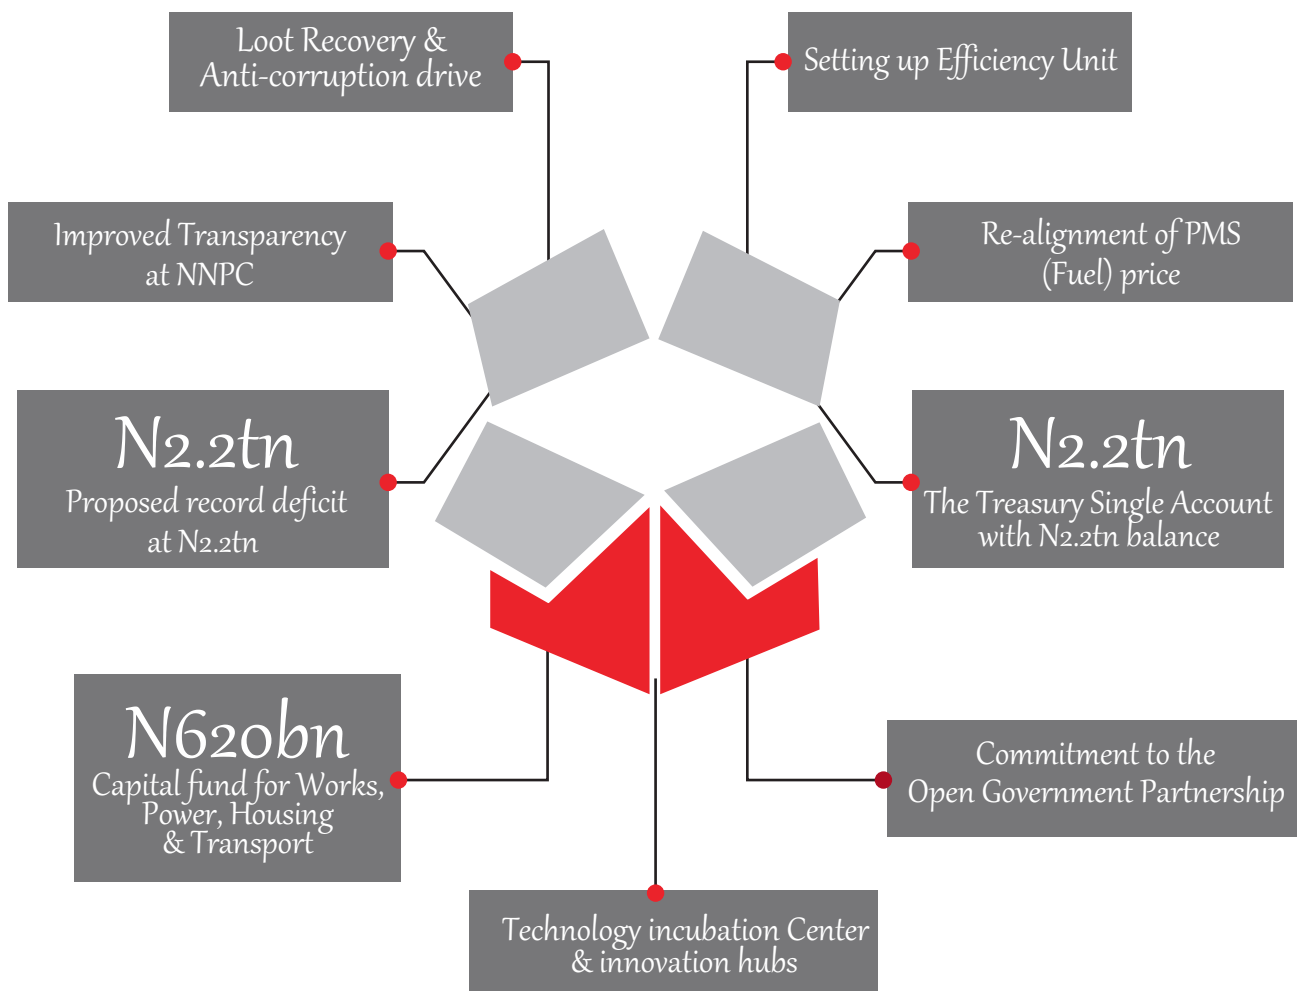 Loot Recovery &
Anti-corruption drive
Setting up Efficiency Unit
Improved Transparency
at NNPC
Re-alignment of PMS
(Fuel) price
N2.2tn
Proposed record deficit
at N2.2tn
N2.2tn
The Treasury Single Account
with N2.2tn balance
N620bn
Capital fund for Works,
Power, Housing
& Transport
Commitment to the
Open Government Partnership
Technology incubation Center
& innovation hubs